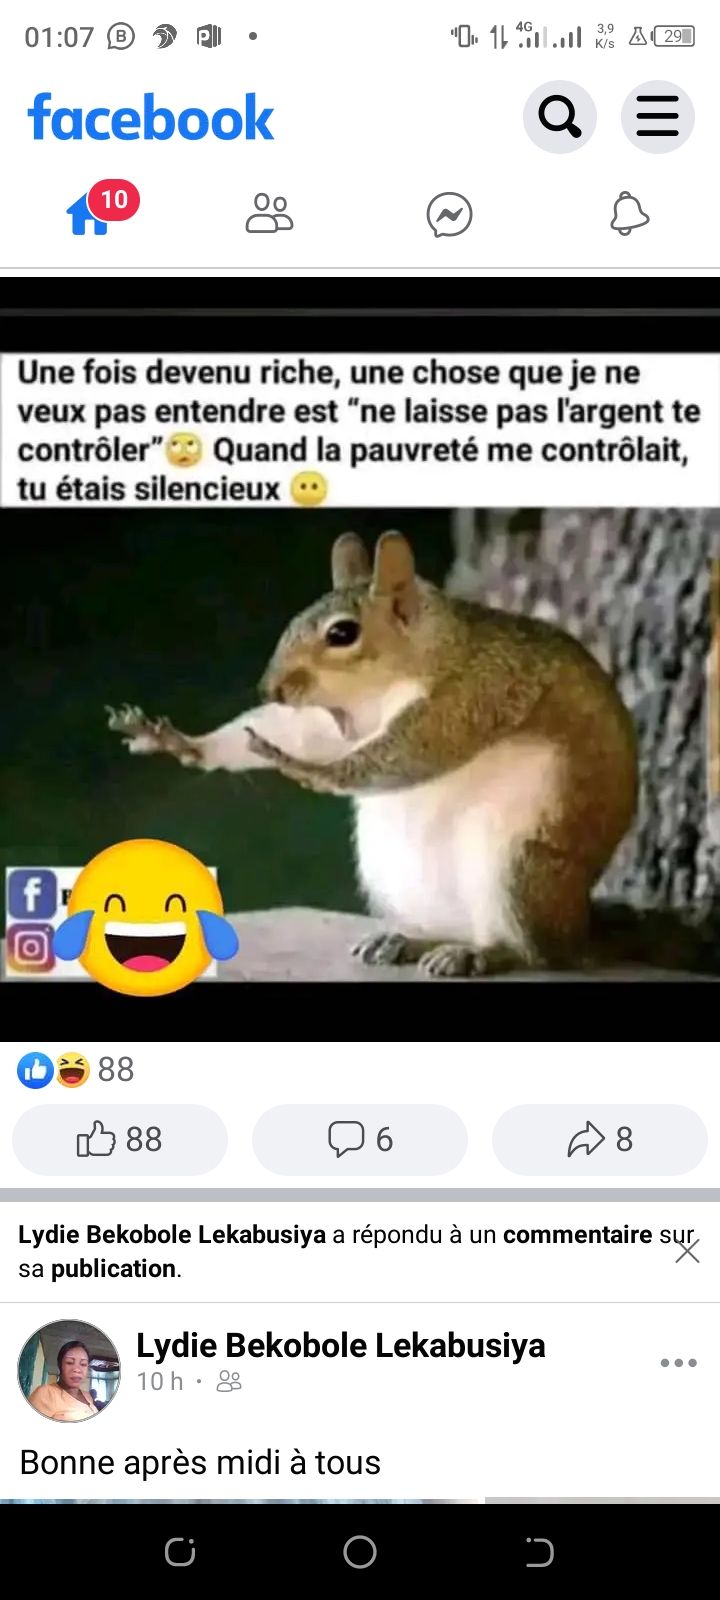 01:07
4G
3,9
K/s
29
facebook
10
Une fois devenu riche, une chose que je ne
veux pas entendre est “ne laisse pas l'argent te
contrôler”🙄 Quand la pauvreté me contrôlait,
tu étais silencieux 😶
88
88
6
8
Lydie Bekobole Lekabusiya a répondu à un commentaire sur
sa publication.
Lydie Bekobole Lekabusiya
10 h ·
Bonne après midi à tous